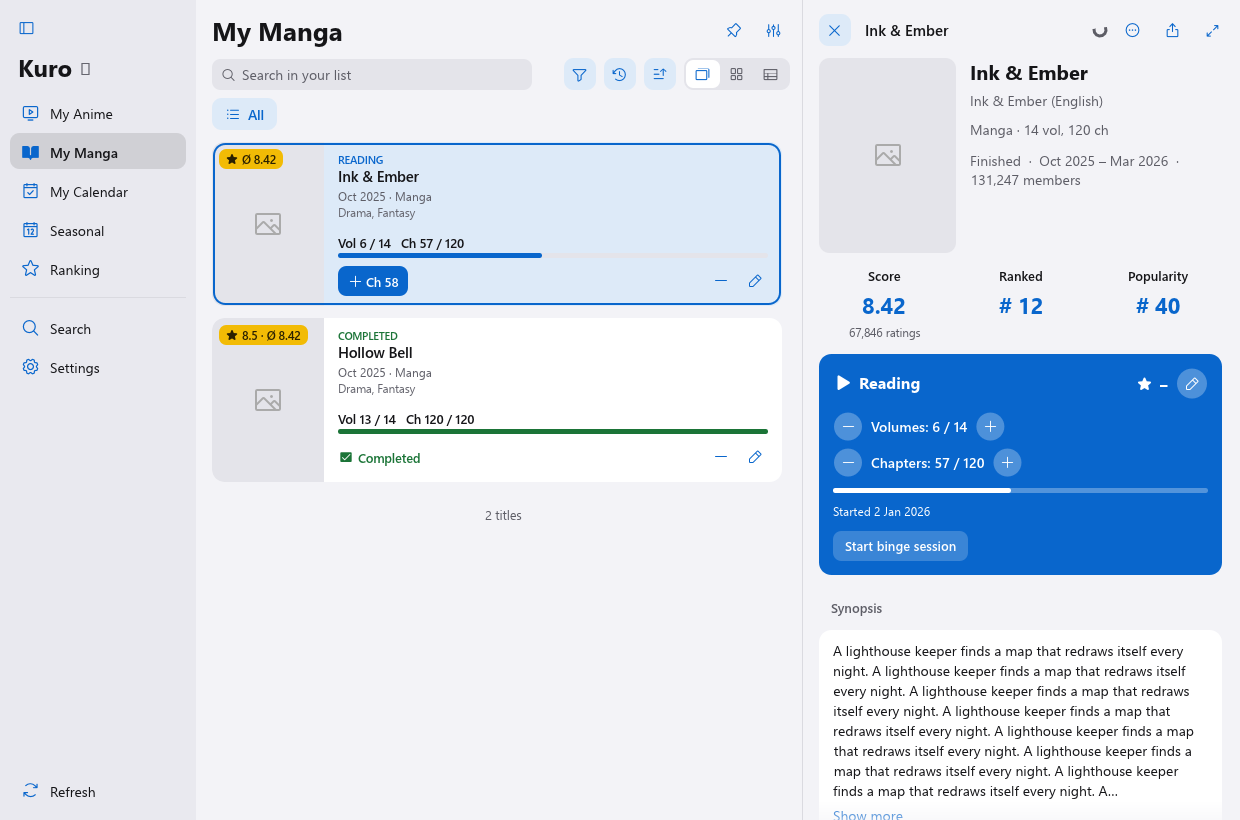 Kuro
My Anime
My Manga
My Calendar
12
Seasonal
Ranking
Search
Settings
Refresh
My Manga
Search in your list
All
Ø 8.42
READING
Ink & Ember
Oct 2025 · Manga
Drama, Fantasy
Vol 6 / 14 Ch 57 / 120
Ch 58
8.5 · Ø 8.42
COMPLETED
Hollow Bell
Oct 2025 · Manga
Drama, Fantasy
Vol 13 / 14 Ch 120 / 120
Completed
2 titles
Ink & Ember
Ink & Ember
Ink & Ember (English)
Manga · 14 vol, 120 ch
Finished · Oct 2025 – Mar 2026 ·
131,247 members
Score
Ranked
Popularity
8.42
# 12
# 40
67,846 ratings
Reading
–
Volumes: 6 / 14
Chapters: 57 / 120
Started 2 Jan 2026
Start binge session
Synopsis
A lighthouse keeper finds a map that redraws itself every
night. A lighthouse keeper finds a map that redraws itself
every night. A lighthouse keeper finds a map that redraws
itself every night. A lighthouse keeper finds a map that
redraws itself every night. A lighthouse keeper finds a map
that redraws itself every night. A lighthouse keeper finds a
map that redraws itself every night. A lighthouse keeper
finds a map that redraws itself every night. A…
Show more